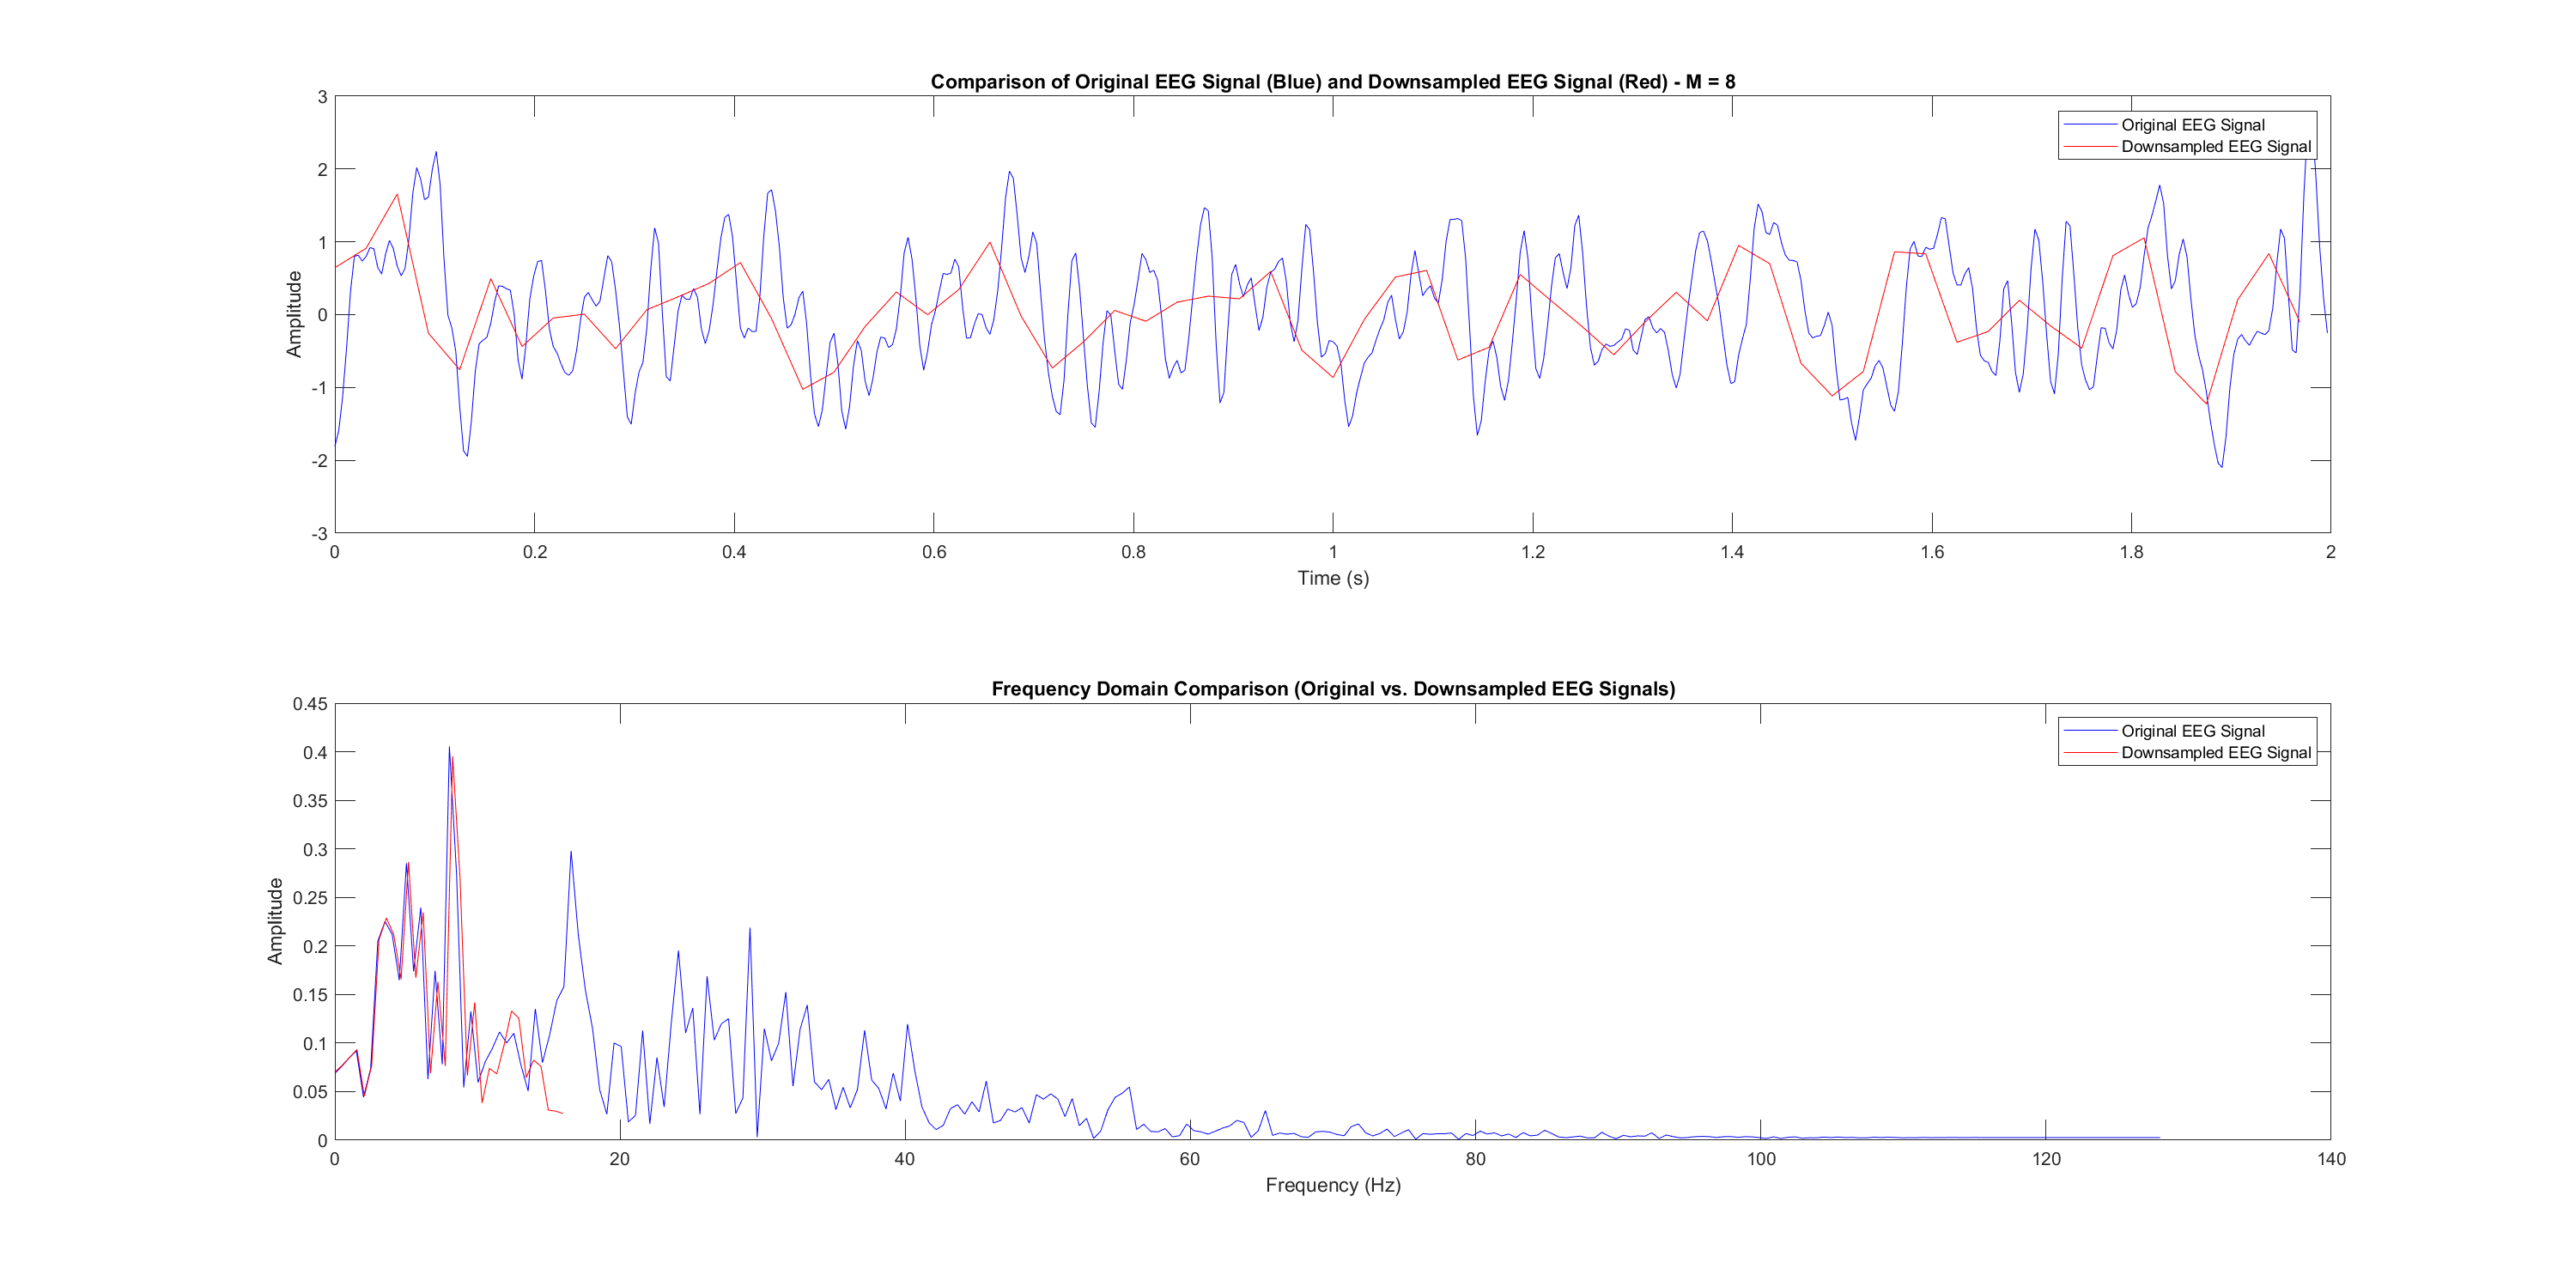 Comparison of Original EEG Signal (Blue) and Downsampled EEG Signal (Red) - M = 8
3
2
1
0
-1
-2
-3
Amplitude
Original EEG Signal
Downsampled EEG Signal
0 0.2 0.4 0.6 0.8 1 1.2 1.4 1.6 1.8 2
Time (s)
Frequency Domain Comparison (Original vs. Downsampled EEG Signals)
0.45
0.4
0.35
0.3
0.25
0.2
0.15
0.1
0.05
0
Amplitude
Original EEG Signal
Downsampled EEG Signal
0 20 40 60 80 100 120 140
Frequency (Hz)